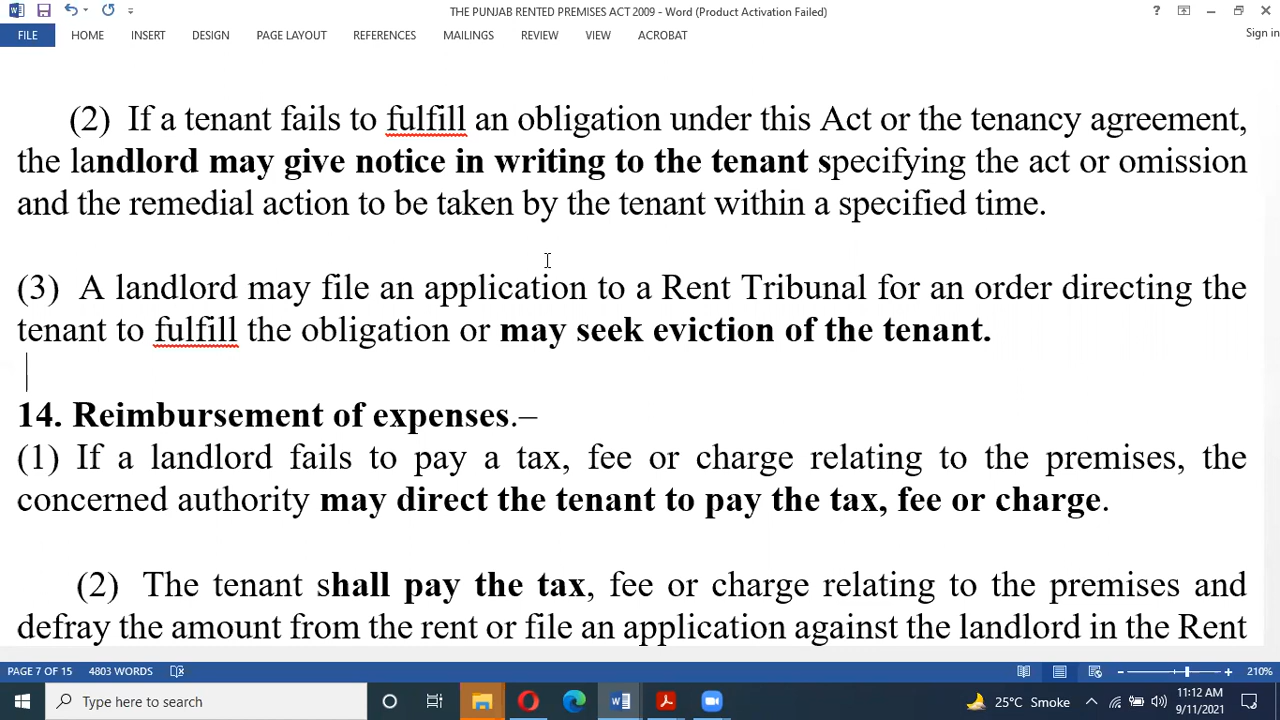 THE PUNJAB RENTED PREMISES ACT 2009 - Word (Product Activation Failed)
FILE HOME INSERT DESIGN PAGE LAYOUT REFERENCES MAILINGS REVIEW VIEW ACROBAT Sign in
(2) If a tenant fails to fulfill an obligation under this Act or the tenancy agreement,
the landlord may give notice in writing to the tenant specifying the act or omission
and the remedial action to be taken by the tenant within a specified time.
(3) A landlord may file an application to a Rent Tribunal for an order directing the
tenant to fulfill the obligation or may seek eviction of the tenant.
14. Reimbursement of expenses.–
(1) If a landlord fails to pay a tax, fee or charge relating to the premises, the
concerned authority may direct the tenant to pay the tax, fee or charge.
(2) The tenant shall pay the tax, fee or charge relating to the premises and
defray the amount from the rent or file an application against the landlord in the Rent
PAGE 7 OF 15 4803 WORDS 210%
Type here to search 25°C Smoke 11:12 AM
9/11/2021